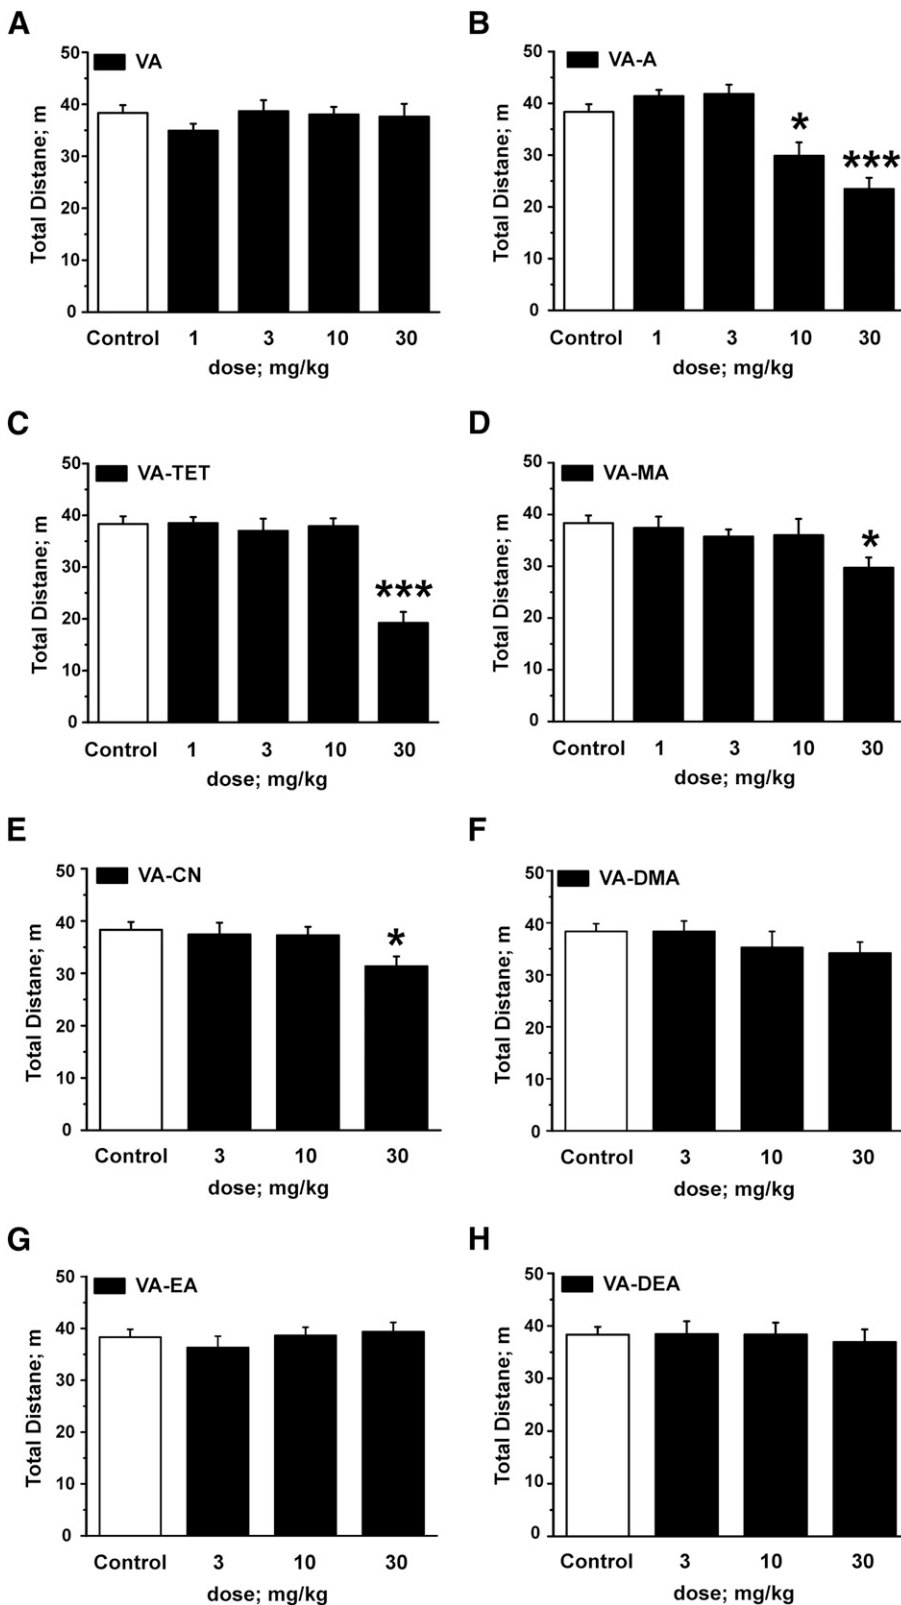 A
VA
50
40
30
20
10
0
Total Distane; m
Control 1 3 10 30
dose; mg/kg
B
VA-A
50
40
30
20
10
0
Total Distane; m
*
***
Control 1 3 10 30
dose; mg/kg
C
VA-TET
50
40
30
20
10
0
Total Distane; m
***
Control 1 3 10 30
dose; mg/kg
D
VA-MA
50
40
30
20
10
0
Total Distane; m
*
Control 1 3 10 30
dose; mg/kg
E
VA-CN
50
40
30
20
10
0
Total Distane; m
*
Control 3 10 30
dose; mg/kg
F
VA-DMA
50
40
30
20
10
0
Total Distane; m
Control 3 10 30
dose; mg/kg
G
VA-EA
50
40
30
20
10
0
Total Distane; m
Control 3 10 30
dose; mg/kg
H
VA-DEA
50
40
30
20
10
0
Total Distane; m
Control 3 10 30
dose; mg/kg